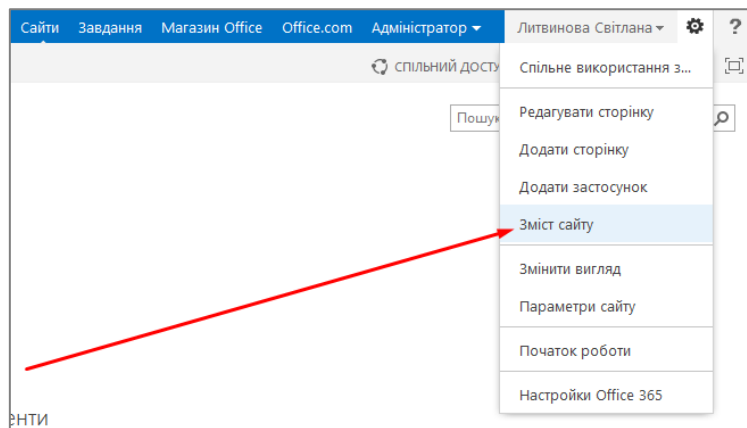 Сайти Завдання Магазин Office Office.com Адміністратор Литвинова Світлана ?
СПІЛЬНИЙ ДОСТУ
Спільне використання з...
Пошук
Редагувати сторінку
Додати сторінку
Додати застосунок
Зміст сайту
Змінити вигляд
Параметри сайту
Початок роботи
Настройки Office 365
енти